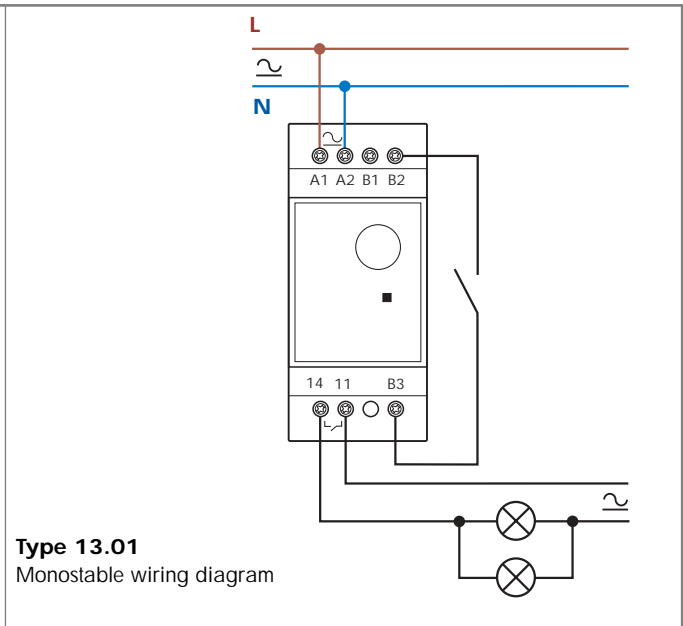 L
N
A1 A2 B1 B2
14 11 B3
Type 13.01
Monostable wiring diagram